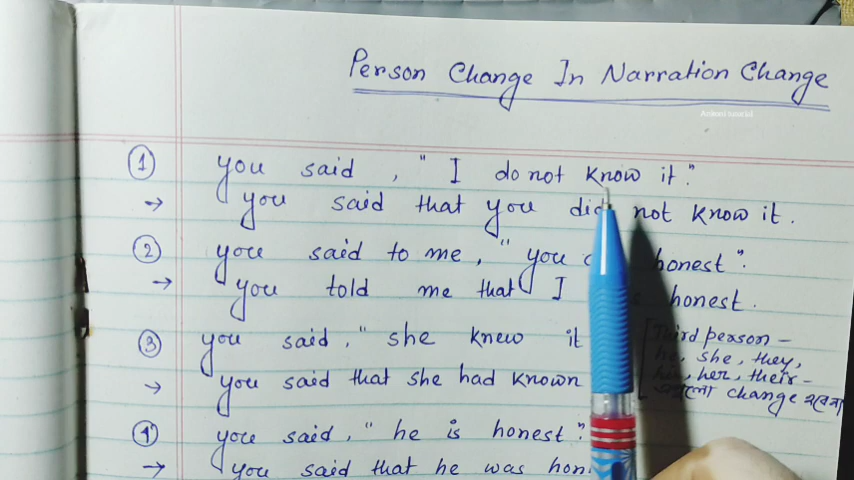 Person Change In Narration Change
① you said, "I do not know it".
→ you said that you did not know it.
② you said to me, "you honest".
→ you told me that I honest.
③ you said, "she knew it
→ you said that she had known
[Third person –
he, she, they,
her, their –
change
④ you said, "he is honest".
→ you said that he was